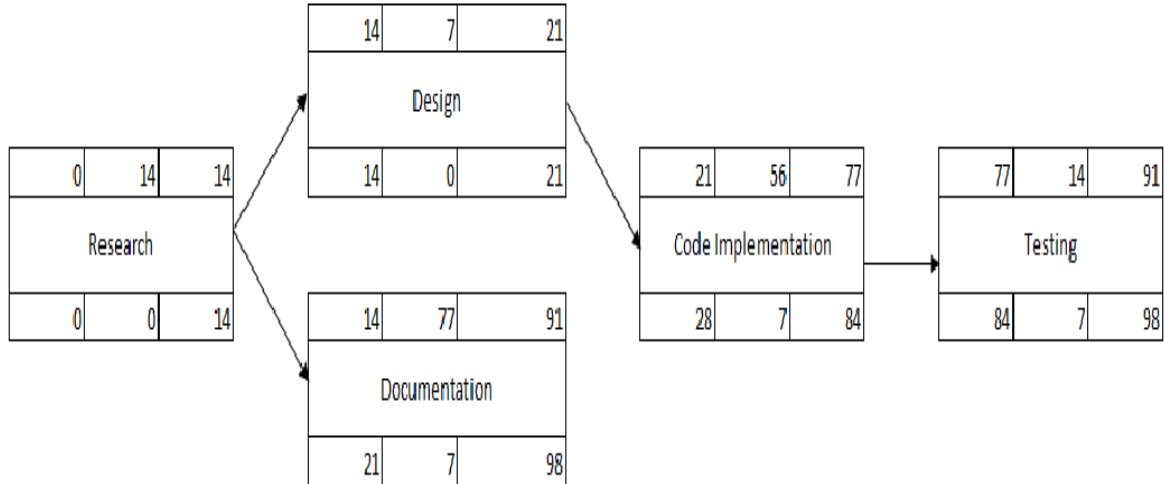 14 7 21
Design
14 0 21
0 14 14
Research
0 0 14
14 77 91
Documentation
21 7 98
21 56 77
Code Implementation
28 7 84
77 14 91
Testing
84 7 98